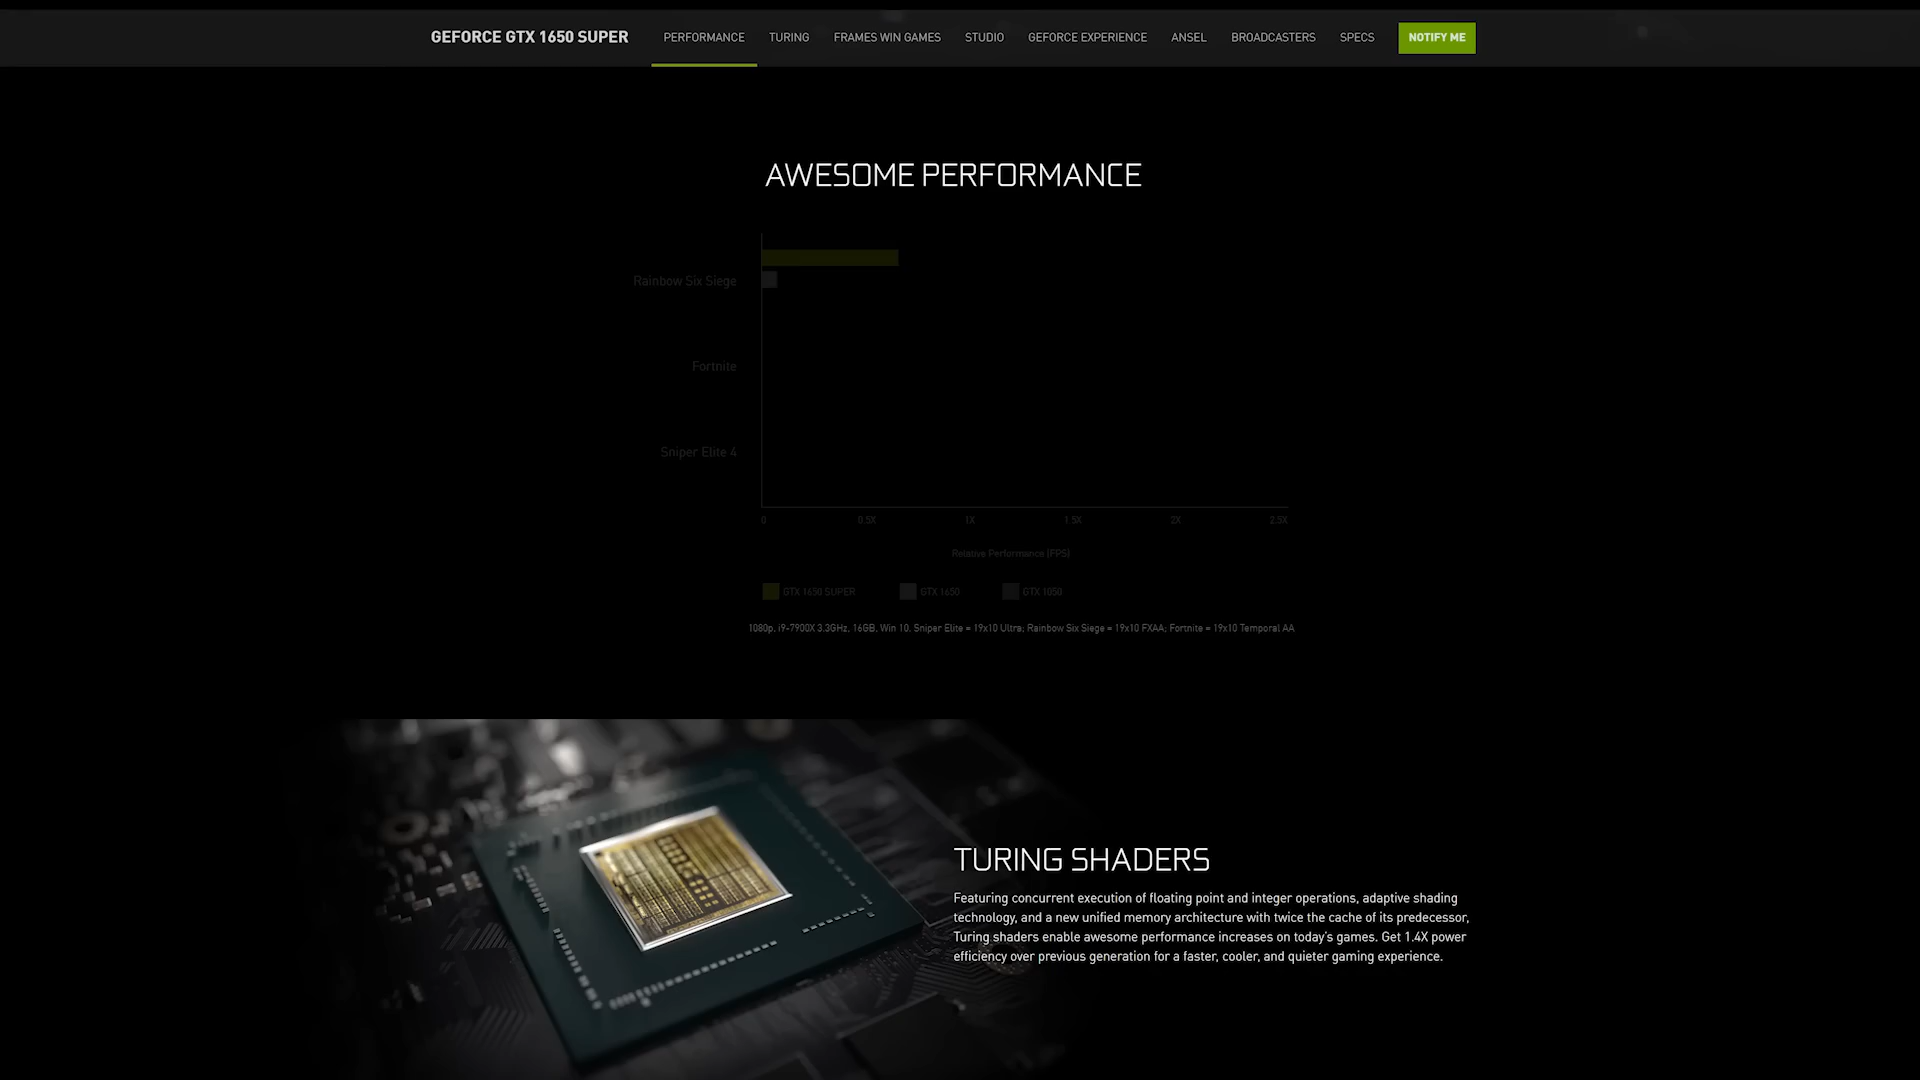 GEFORCE GTX 1650 SUPER
PERFORMANCE TURING FRAMES WIN GAMES STUDIO GEFORCE EXPERIENCE ANSEL BROADCASTERS SPECS NOTIFY ME
AWESOME PERFORMANCE
Rainbow Six Siege
Fortnite
Sniper Elite 4
0 0.5X 1X 1.5X 2X 2.5X
Relative Performance (FPS)
GTX 1650 SUPER GTX 1650 GTX 1050
1080p, i9-7900X 3.3GHz, 16GB, Win 10. Sniper Elite = 19x10 Ultra; Rainbow Six Siege = 19x10 FXAA; Fortnite = 19x10 Temporal AA
TURING SHADERS
Featuring concurrent execution of floating point and integer operations, adaptive shading
technology, and a new unified memory architecture with twice the cache of its predecessor,
Turing shaders enable awesome performance increases on today's games. Get 1.4X power
efficiency over previous generation for a faster, cooler, and quieter gaming experience.